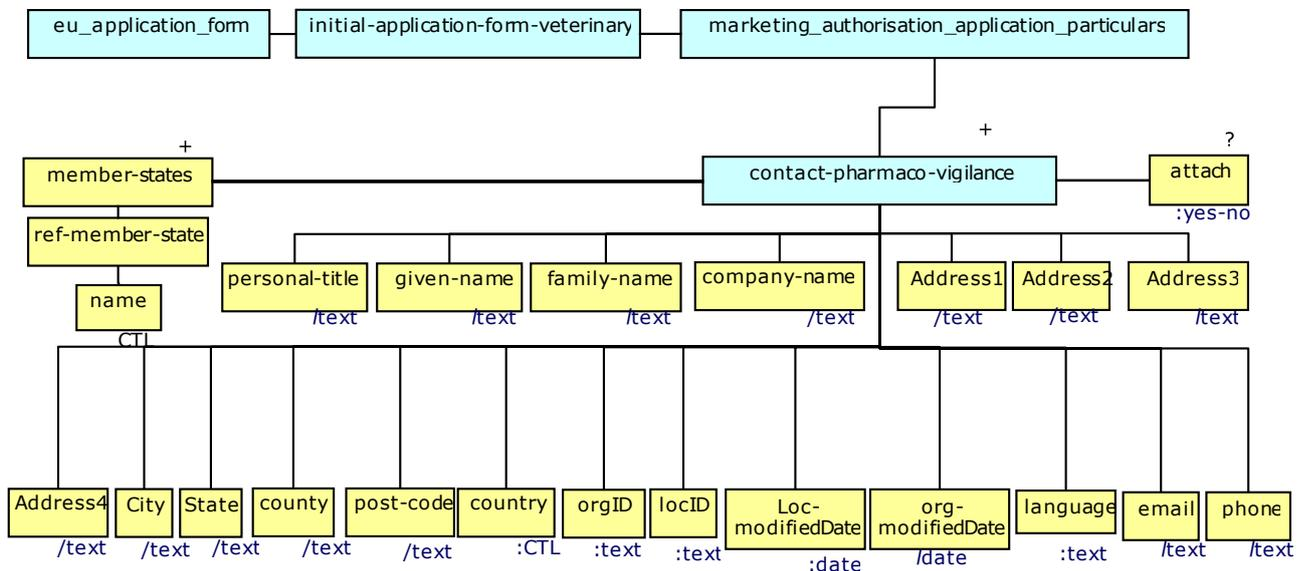 eu_application_form
initial-application-form-veterinary
marketing_authorisation_application_particulars
+
+
?
member-states
contact-pharmaco-vigilance
attach
:yes-no
ref-member-state
personal-title
given-name
family-name
company-name
Address1
Address2
Address3
/text
/text
/text
/text
/text
/text
/text
name
CTL
Address4
City
State
county
post-code
country
orgID
locID
Loc-
modifiedDate
org-
modifiedDate
language
email
phone
/text
/text
/text
/text
/text
:CTL
:text
:text
:date
/date
:text
/text
/text